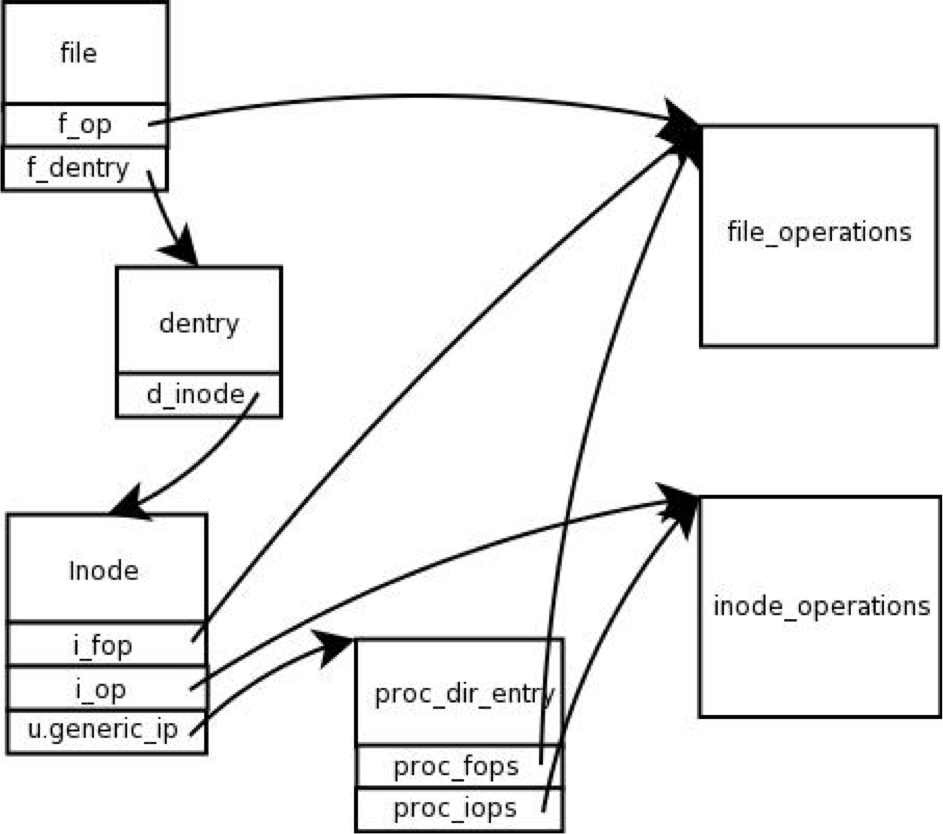 file
f_op
f_dentry
file_operations
dentry
d_inode
Inode
i_fop
i_op
u.generic_ip
inode_operations
proc_dir_entry
proc_fops
proc_iops